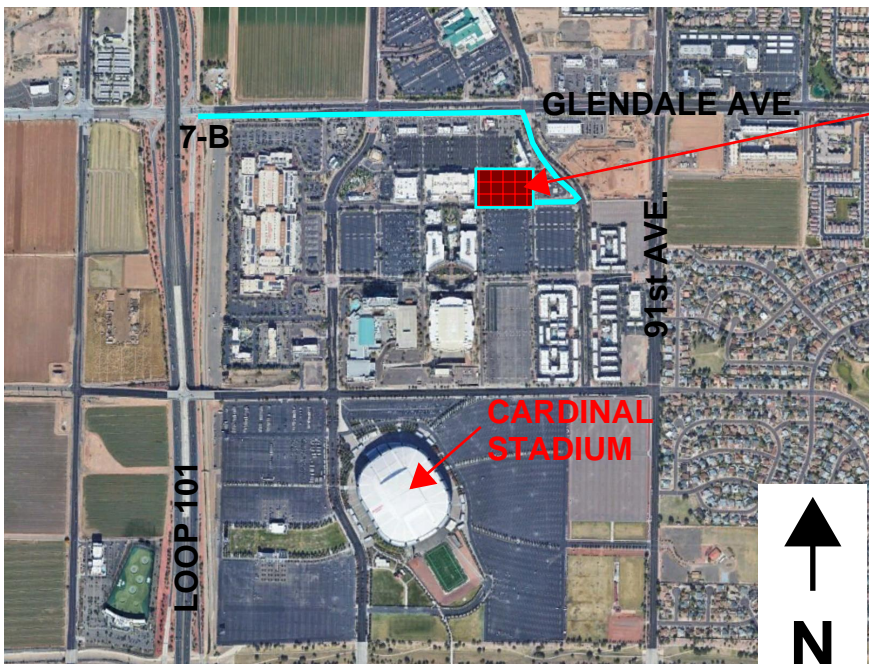 GLENDALE AVE.
7-B
91st AVE.
CARDINAL
STADIUM
LOOP 101
N